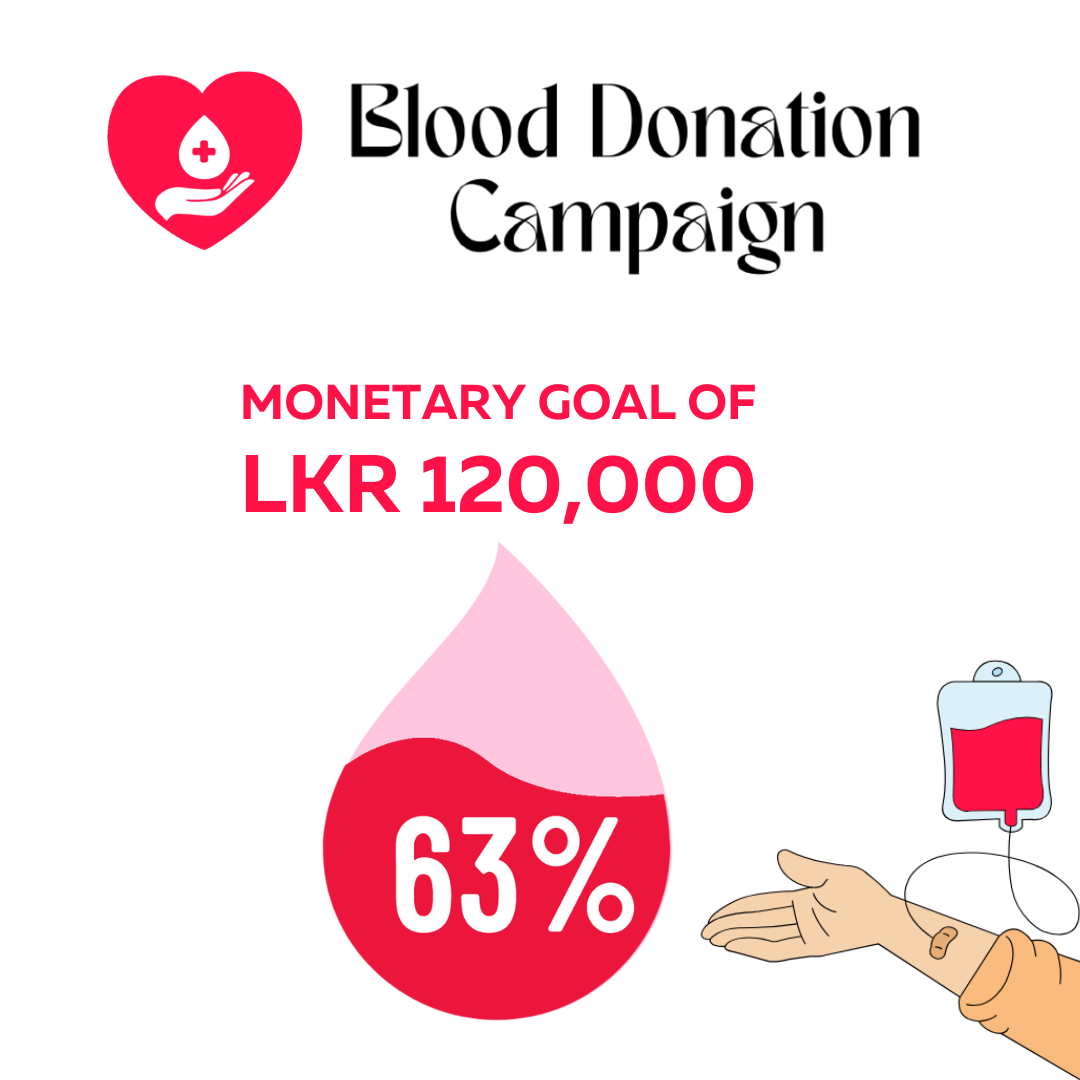 Blood Donation
Campaign
MONETARY GOAL OF
LKR 120,000
63%